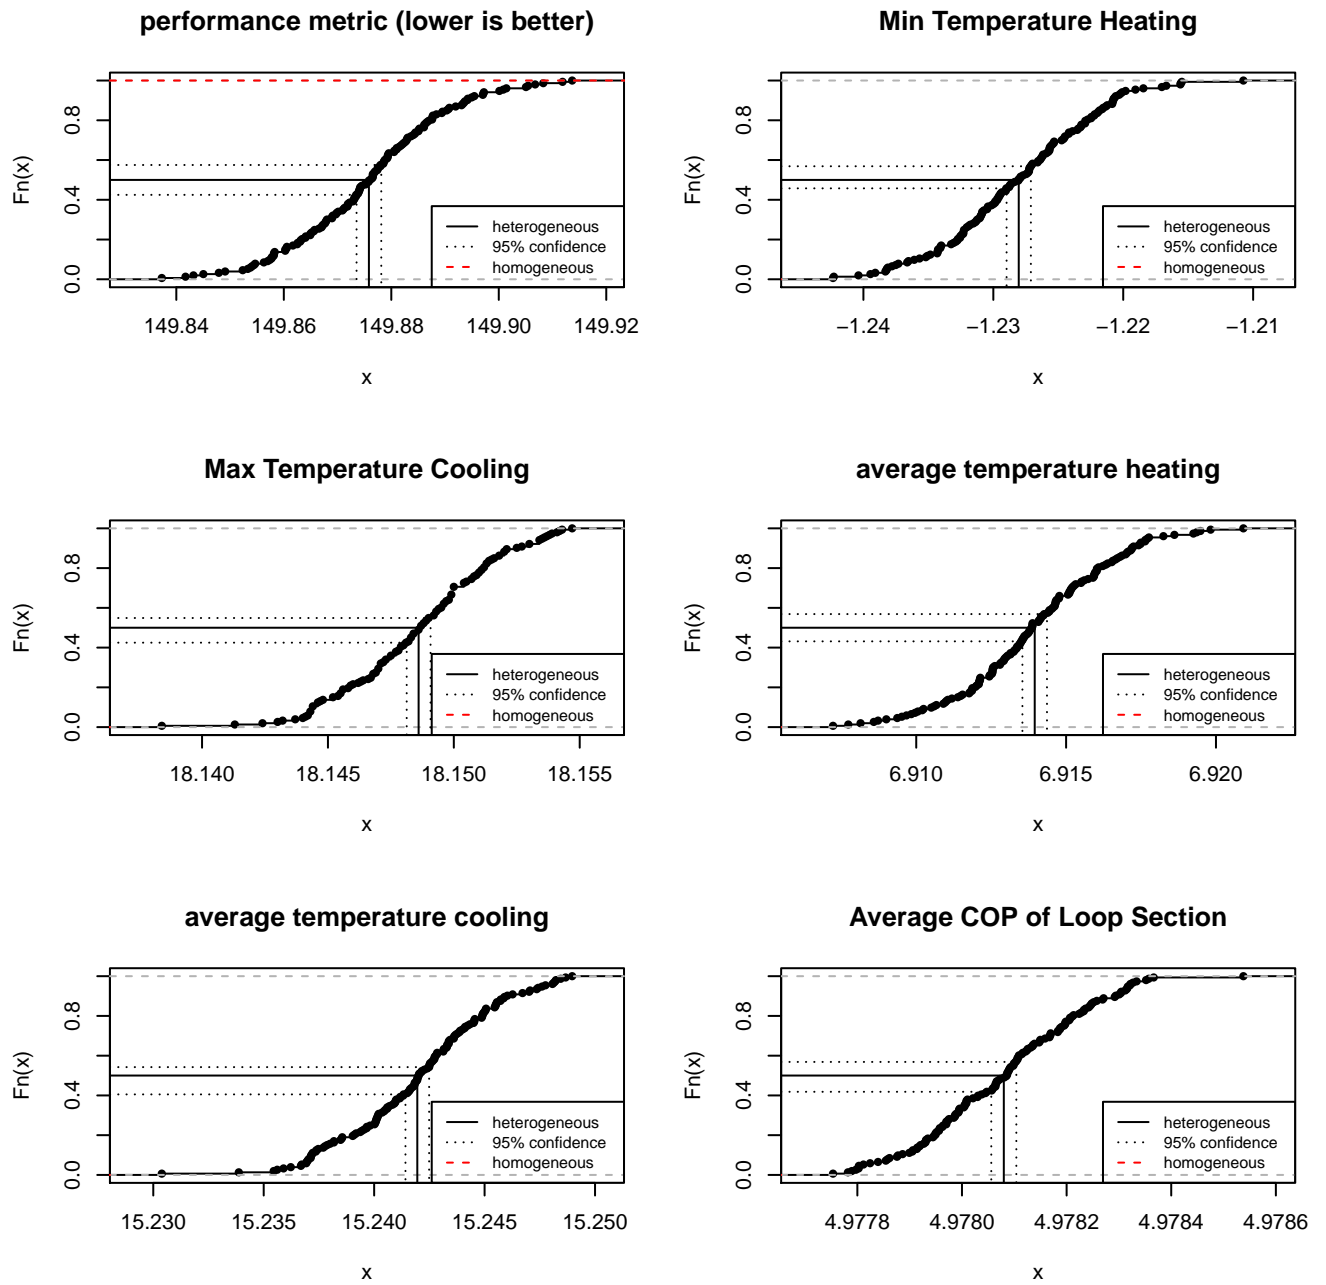 performance metric (lower is better)
Fn(x)
0.0 0.4 0.8
149.84 149.86 149.88 149.90 149.92
x
heterogeneous
95% confidence
homogeneous
Min Temperature Heating
Fn(x)
0.0 0.4 0.8
−1.24 −1.23 −1.22 −1.21
x
heterogeneous
95% confidence
homogeneous
Max Temperature Cooling
Fn(x)
0.0 0.4 0.8
18.140 18.145 18.150 18.155
x
heterogeneous
95% confidence
homogeneous
average temperature heating
Fn(x)
0.0 0.4 0.8
6.910 6.915 6.920
x
heterogeneous
95% confidence
homogeneous
average temperature cooling
Fn(x)
0.0 0.4 0.8
15.230 15.235 15.240 15.245 15.250
x
heterogeneous
95% confidence
homogeneous
Average COP of Loop Section
Fn(x)
0.0 0.4 0.8
4.9778 4.9780 4.9782 4.9784 4.9786
x
heterogeneous
95% confidence
homogeneous